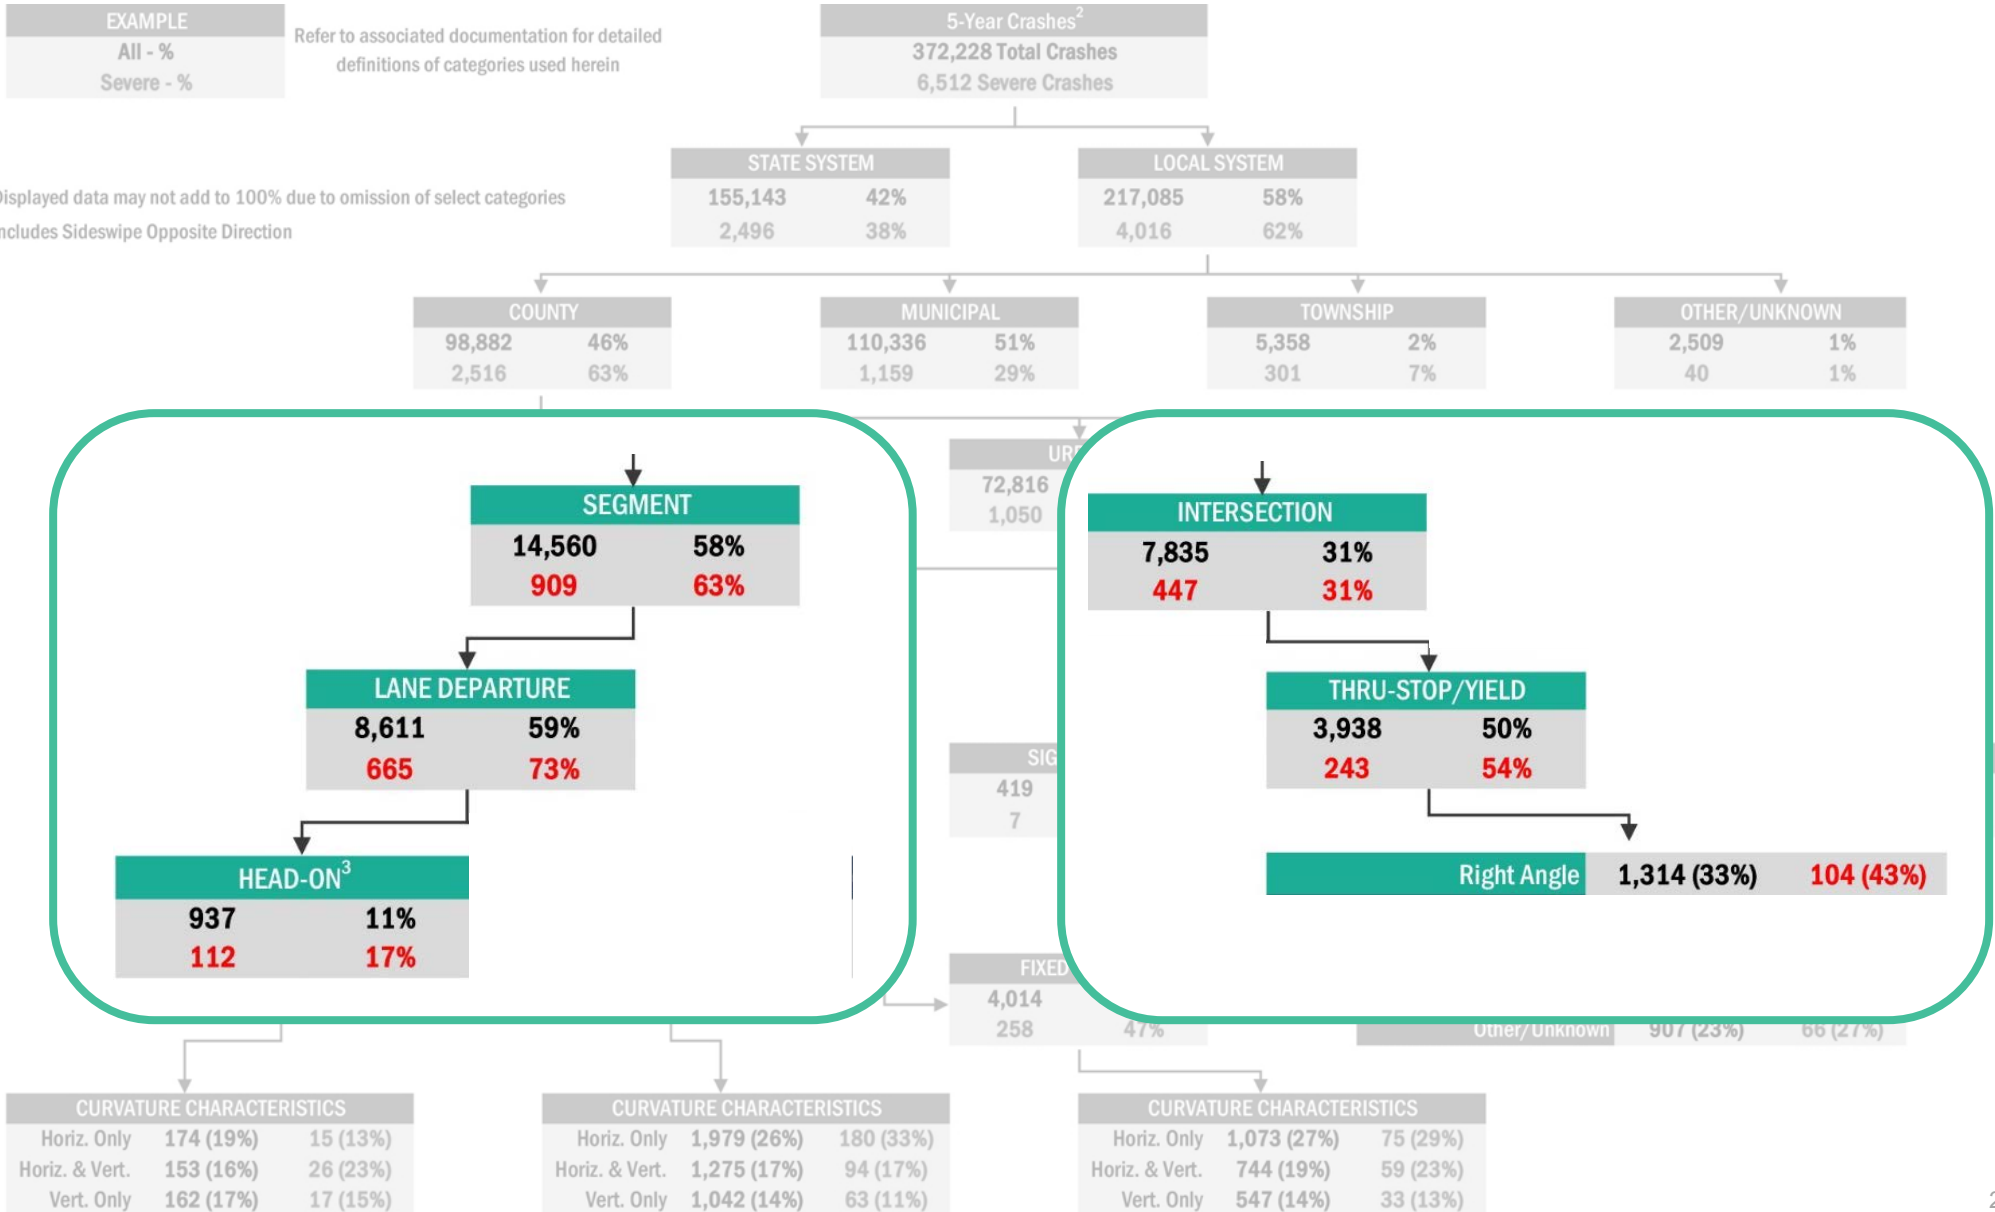 EXAMPLE
All - %
Severe - %
Refer to associated documentation for detailed
definitions of categories used herein
5-Year Crashes2
372,228 Total Crashes
6,512 Severe Crashes
STATE SYSTEM
155,143 42%
2,496 38%
LOCAL SYSTEM
217,085 58%
4,016 62%
Displayed data may not add to 100% due to omission of select categories
Includes Sideswipe Opposite Direction
COUNTY
98,882 46%
2,516 63%
MUNICIPAL
110,336 51%
1,159 29%
TOWNSHIP
5,358 2%
301 7%
OTHER/UNKNOWN
2,509 1%
40 1%
72,816
1,050
SEGMENT
14,560 58%
909 63%
LANE DEPARTURE
8,611 59%
665 73%
HEAD-ON3
937 11%
112 17%
INTERSECTION
7,835 31%
447 31%
THRU-STOP/YIELD
3,938 50%
243 54%
Right Angle 1,314 (33%) 104 (43%)
SIG
419
7
FIXED
4,014
258 47%
Other/Unknown 907 (23%) 66 (27%)
CURVATURE CHARACTERISTICS
Horiz. Only 174 (19%) 15 (13%)
Horiz. & Vert. 153 (16%) 26 (23%)
Vert. Only 162 (17%) 17 (15%)
CURVATURE CHARACTERISTICS
Horiz. Only 1,979 (26%) 180 (33%)
Horiz. & Vert. 1,275 (17%) 94 (17%)
Vert. Only 1,042 (14%) 63 (11%)
CURVATURE CHARACTERISTICS
Horiz. Only 1,073 (27%) 75 (29%)
Horiz. & Vert. 744 (19%) 59 (23%)
Vert. Only 547 (14%) 33 (13%)